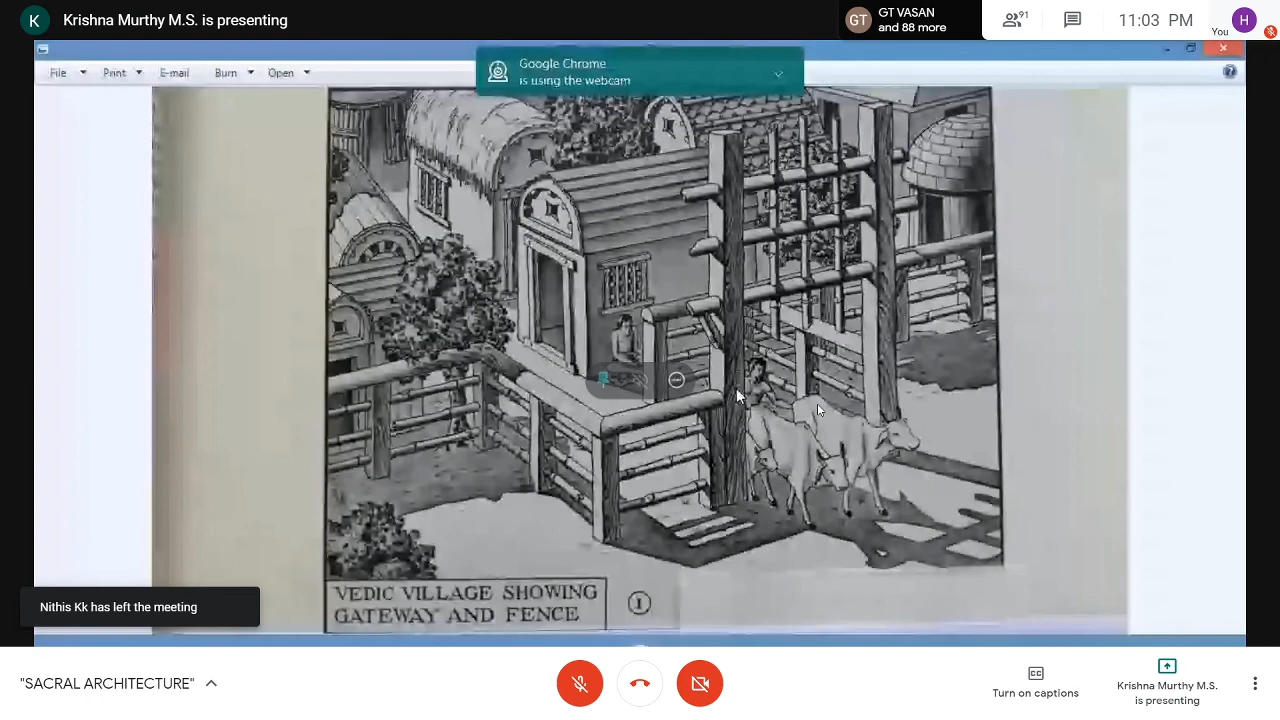 K
Krishna Murthy M.S. is presenting
GT
GT VASAN
and 88 more
91
11:03 PM
You
H
File
Print
E-mail
Burn
Open
Google Chrome
is using the webcam
VEDIC VILLAGE SHOWING
GATEWAY AND FENCE
1
Nithis Kk has left the meeting
"SACRAL ARCHITECTURE"
CC
Turn on captions
Krishna Murthy M.S.
is presenting